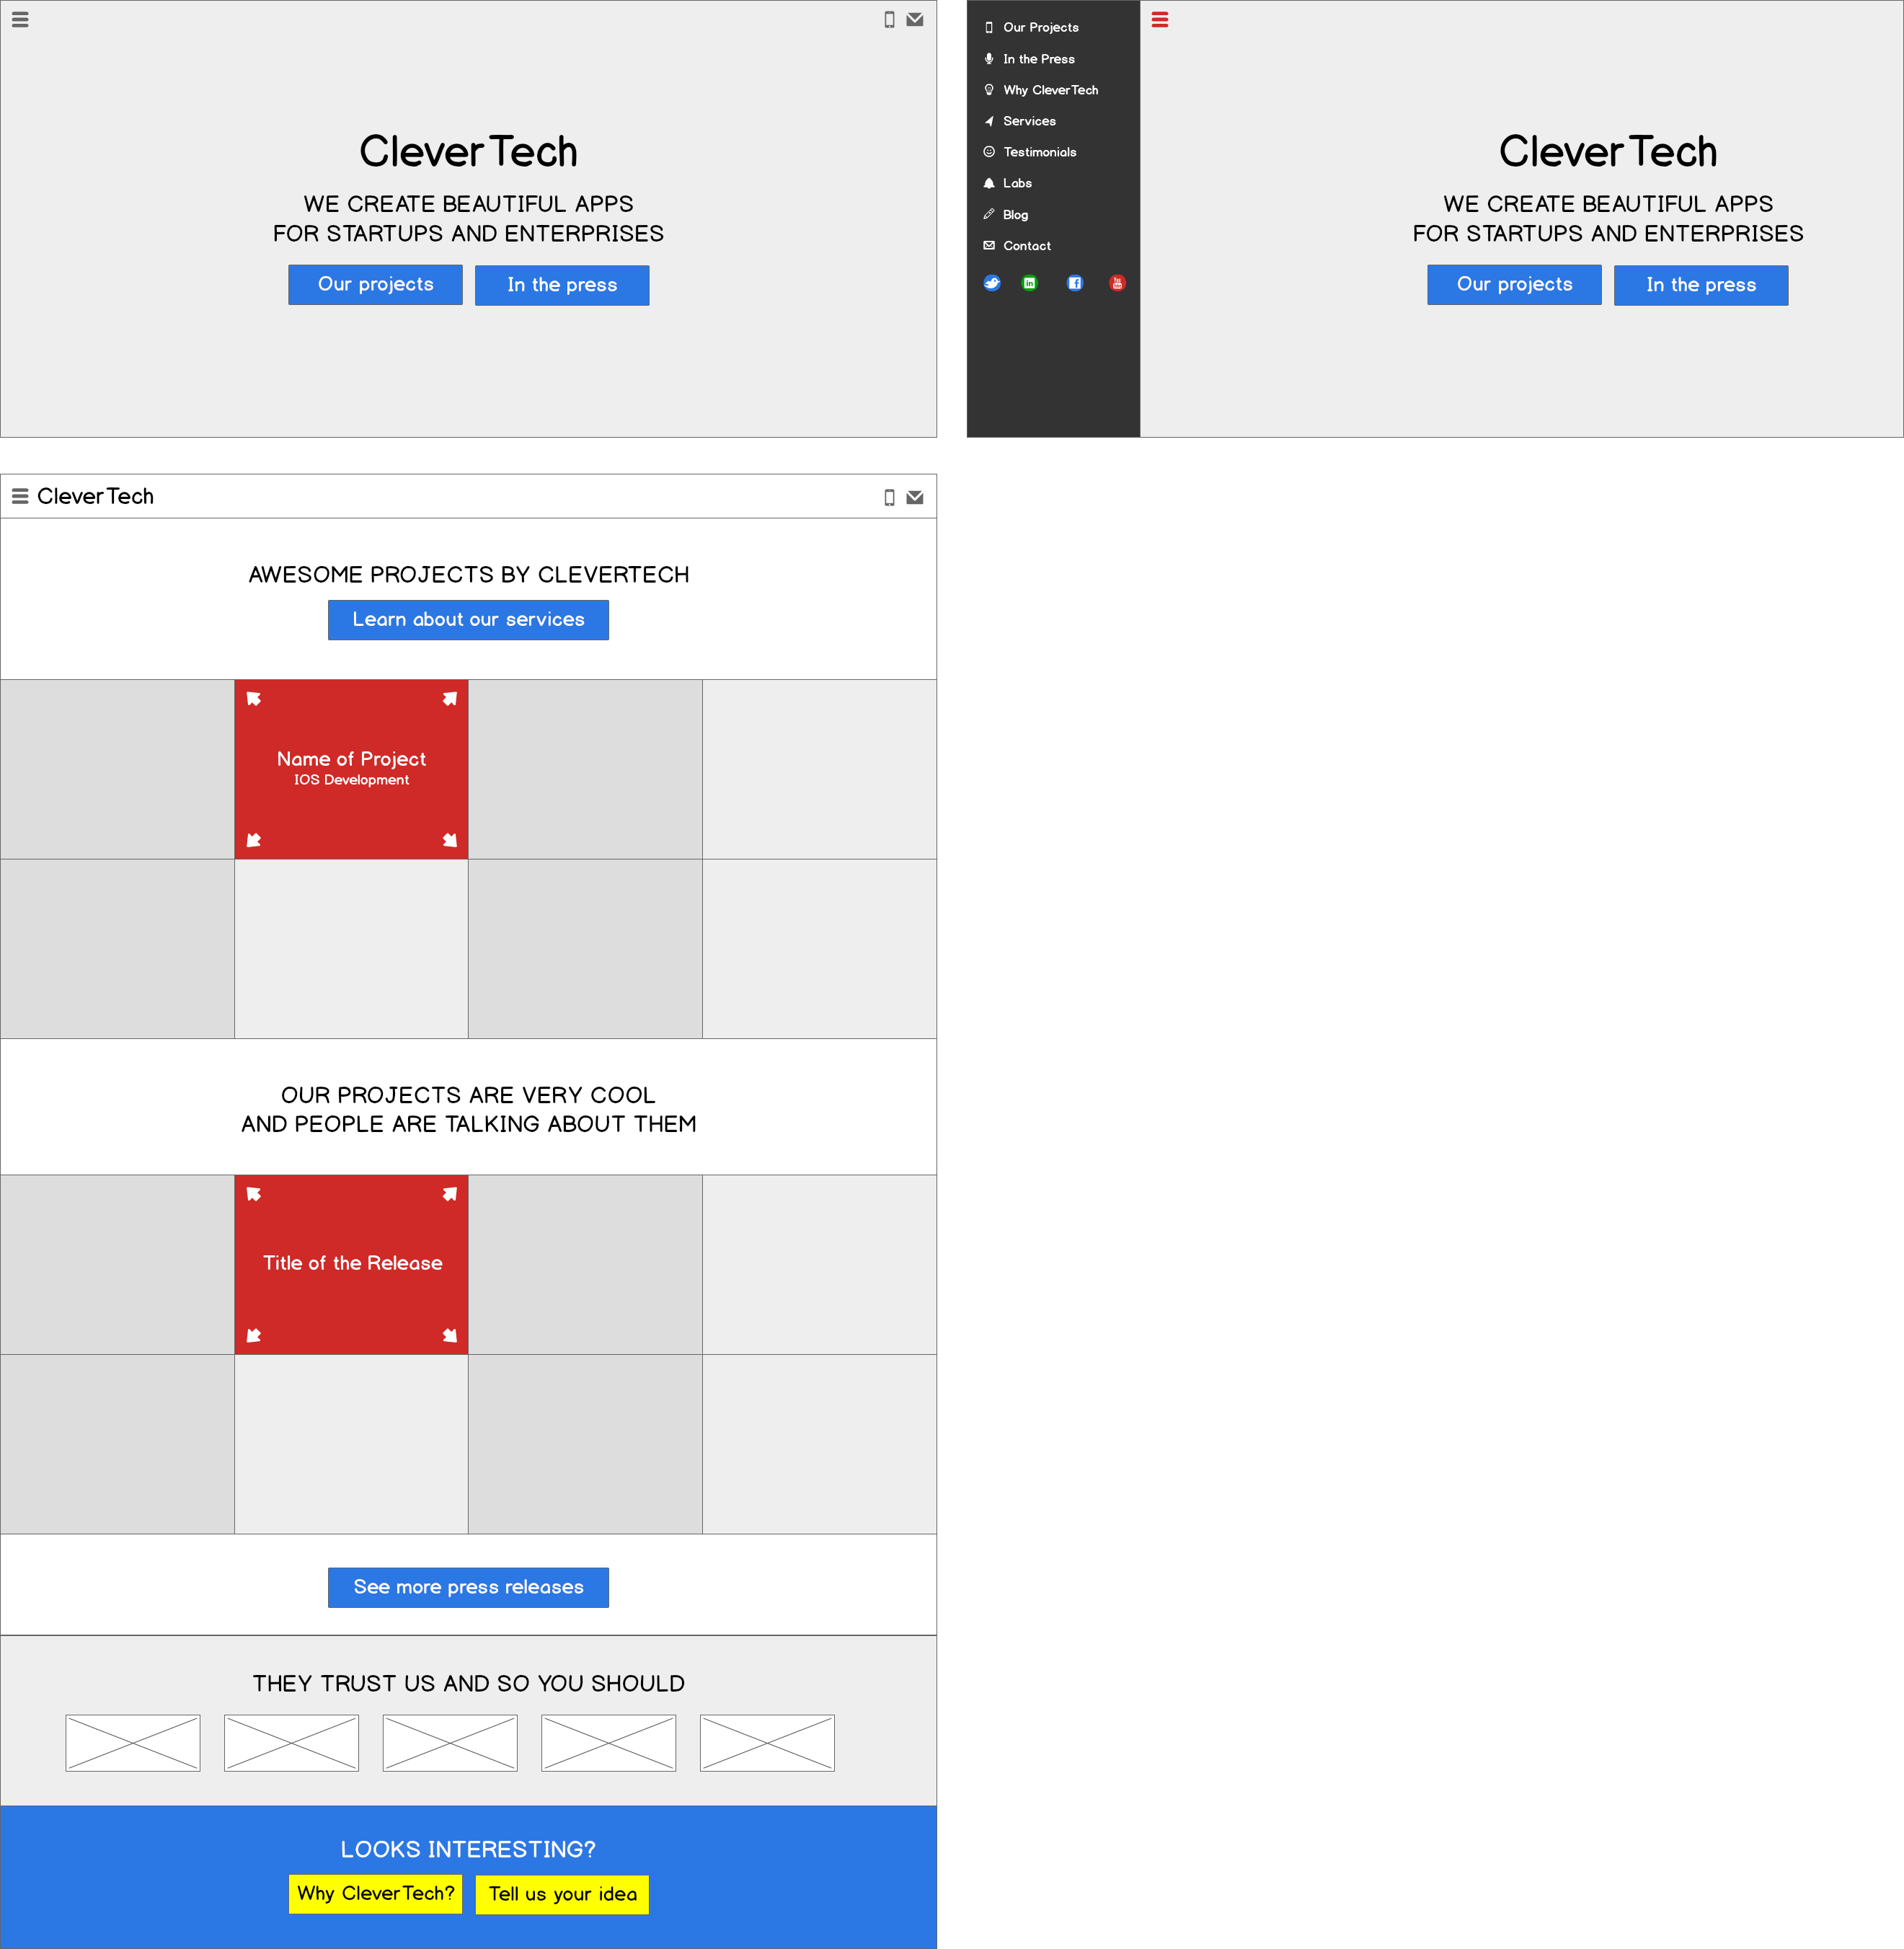 CleverTech
WE CREATE BEAUTIFUL APPS
FOR STARTUPS AND ENTERPRISES
Our projects
In the press
Our Projects
In the Press
Why CleverTech
Services
Testimonials
Labs
Blog
Contact
in
f
You
Tube
CleverTech
WE CREATE BEAUTIFUL APPS
FOR STARTUPS AND ENTERPRISES
Our projects
In the press
CleverTech
AWESOME PROJECTS BY CLEVERTECH
Learn about our services
Name of Project
IOS Development
OUR PROJECTS ARE VERY COOL
AND PEOPLE ARE TALKING ABOUT THEM
Title of the Release
See more press releases
THEY TRUST US AND SO YOU SHOULD
LOOKS INTERESTING?
Why CleverTech?
Tell us your idea